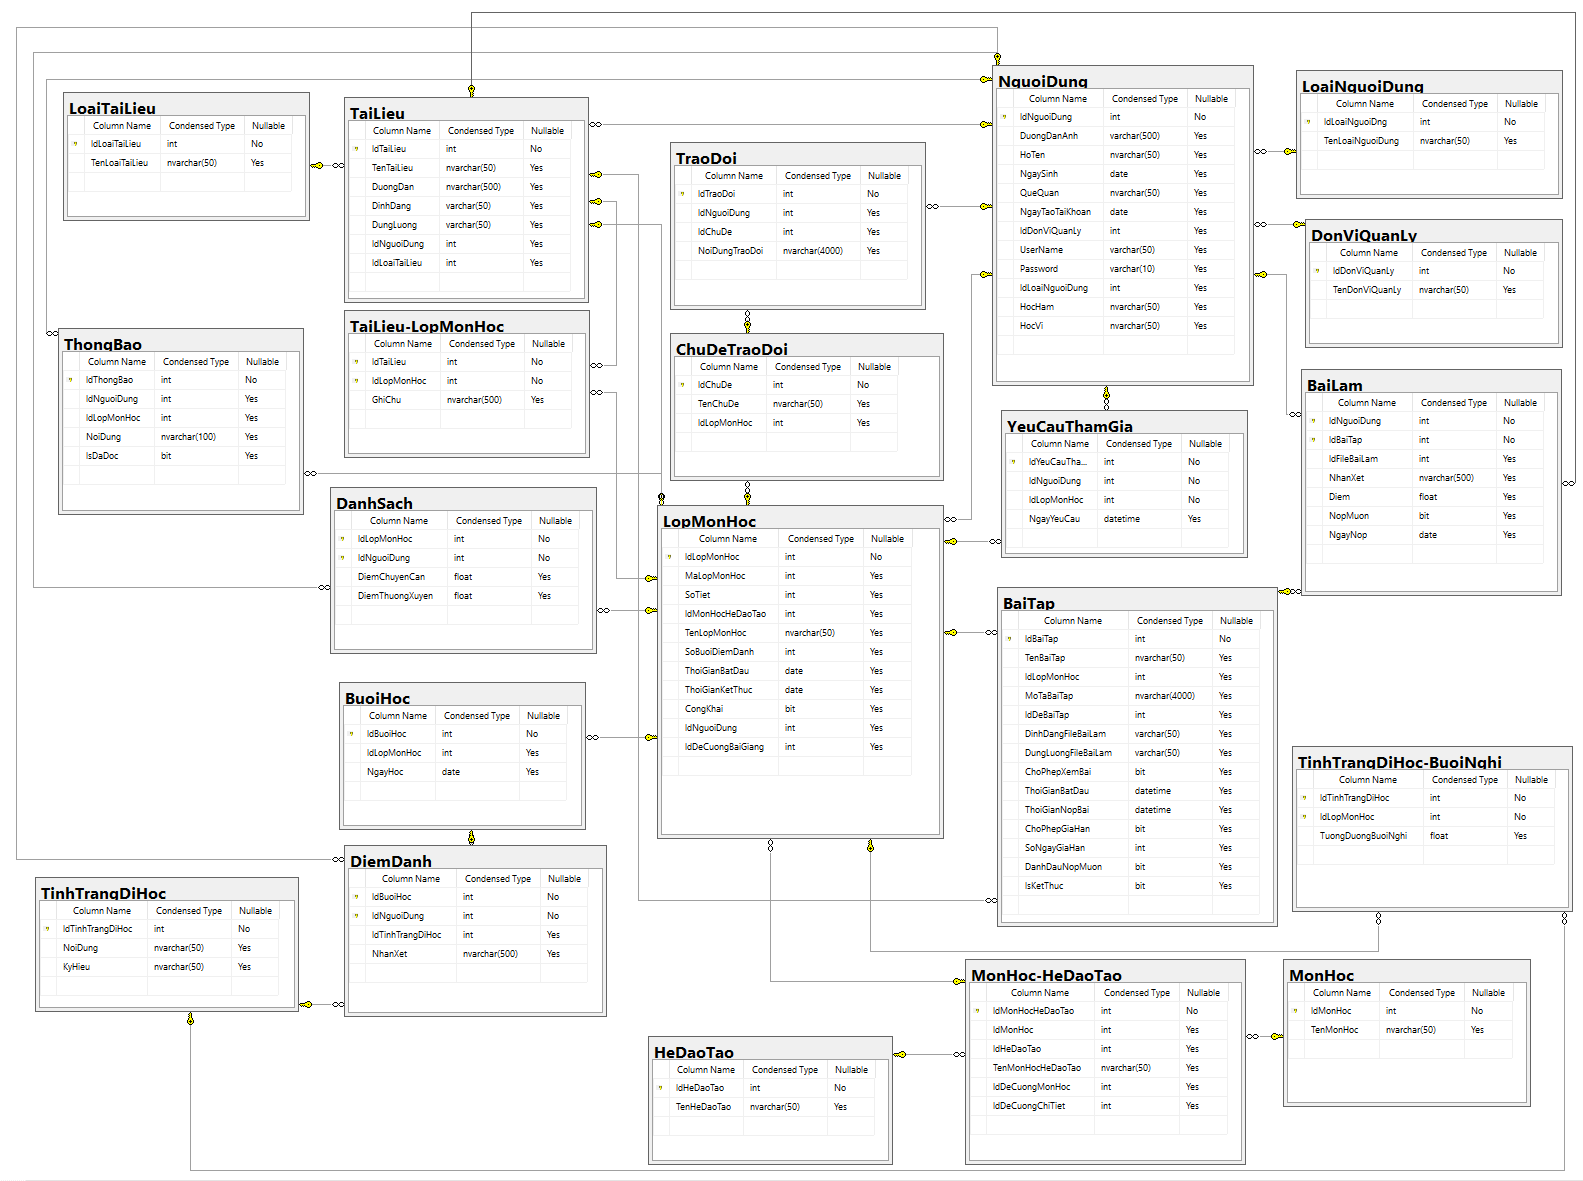 LoaiTaiLieu
Column Name Condensed Type Nullable
IdLoaiTaiLieu int No
TenLoaiTaiLieu nvarchar(50) Yes
TaiLieu
Column Name Condensed Type Nullable
IdTaiLieu int No
TenTaiLieu nvarchar(50) Yes
DuongDan nvarchar(500) Yes
DinhDang varchar(50) Yes
DungLuong varchar(50) Yes
IdNguoiDung int Yes
IdLoaiTaiLieu int Yes
TraoDoi
Column Name Condensed Type Nullable
IdTraoDoi int No
IdNguoiDung int Yes
IdChuDe int Yes
NoiDungTraoDoi nvarchar(4000) Yes
NguoiDung
Column Name Condensed Type Nullable
IdNguoiDung int No
DuongDanAnh varchar(500) Yes
HoTen nvarchar(50) Yes
NgaySinh date Yes
QueQuan nvarchar(50) Yes
NgayTaoTaiKhoan date Yes
IdDonViQuanLy int Yes
UserName varchar(50) Yes
Password varchar(10) Yes
IdLoaiNguoiDung int Yes
HocHam nvarchar(50) Yes
HocVi nvarchar(50) Yes
LoaiNguoiDung
Column Name Condensed Type Nullable
IdLoaiNguoiDng int No
TenLoaiNguoiDung nvarchar(50) Yes
DonViQuanLy
Column Name Condensed Type Nullable
IdDonViQuanLy int No
TenDonViQuanLy nvarchar(50) Yes
ThongBao
Column Name Condensed Type Nullable
IdThongBao int No
IdNguoiDung int Yes
IdLopMonHoc int Yes
NoiDung nvarchar(100) Yes
IsDaDoc bit Yes
TaiLieu-LopMonHoc
Column Name Condensed Type Nullable
IdTaiLieu int No
IdLopMonHoc int No
GhiChu nvarchar(500) Yes
ChuDeTraoDoi
Column Name Condensed Type Nullable
IdChuDe int No
TenChuDe nvarchar(50) Yes
IdLopMonHoc int Yes
YeuCauThamGia
Column Name Condensed Type Nullable
IdYeuCauTha... int No
IdNguoiDung int No
IdLopMonHoc int No
NgayYeuCau datetime Yes
BaiLam
Column Name Condensed Type Nullable
IdNguoiDung int No
IdBaiTap int No
IdFileBaiLam int Yes
NhanXet nvarchar(500) Yes
Diem float Yes
NopMuon bit Yes
NgayNop date Yes
DanhSach
Column Name Condensed Type Nullable
IdLopMonHoc int No
IdNguoiDung int No
DiemChuyenCan float Yes
DiemThuongXuyen float Yes
LopMonHoc
Column Name Condensed Type Nullable
IdLopMonHoc int No
MaLopMonHoc int Yes
SoTiet int Yes
IdMonHocHeDaoTao int Yes
TenLopMonHoc nvarchar(50) Yes
SoBuoiDiemDanh int Yes
ThoiGianBatDau date Yes
ThoiGianKetThuc date Yes
CongKhai bit Yes
IdNguoiDung int Yes
IdDeCuongBaiGiang int Yes
BaiTap
Column Name Condensed Type Nullable
IdBaiTap int No
TenBaiTap nvarchar(50) Yes
IdLopMonHoc int Yes
MoTaBaiTap nvarchar(4000) Yes
IdDeBaiTap int Yes
DinhDangFileBaiLam varchar(50) Yes
DungLuongFileBaiLam varchar(50) Yes
ChoPhepXemBai bit Yes
ThoiGianBatDau datetime Yes
ThoiGianNopBai datetime Yes
ChoPhepGiaHan bit Yes
SoNgayGiaHan int Yes
DanhDauNopMuon bit Yes
IsKetThuc bit Yes
BuoiHoc
Column Name Condensed Type Nullable
IdBuoiHoc int No
IdLopMonHoc int Yes
NgayHoc date Yes
TinhTrangDiHoc-BuoiNghi
Column Name Condensed Type Nullable
IdTinhTrangDiHoc int No
IdLopMonHoc int No
TuongDuongBuoiNghi float Yes
TinhTrangDiHoc
Column Name Condensed Type Nullable
IdTinhTrangDiHoc int No
NoiDung nvarchar(50) Yes
KyHieu nvarchar(50) Yes
DiemDanh
Column Name Condensed Type Nullable
IdBuoiHoc int No
IdNguoiDung int No
IdTinhTrangDiHoc int Yes
NhanXet nvarchar(500) Yes
HeDaoTao
Column Name Condensed Type Nullable
IdHeDaoTao int No
TenHeDaoTao nvarchar(50) Yes
MonHoc-HeDaoTao
Column Name Condensed Type Nullable
IdMonHocHeDaoTao int No
IdMonHoc int Yes
IdHeDaoTao int Yes
TenMonHocHeDaoTao nvarchar(50) Yes
IdDeCuongMonHoc int Yes
IdDeCuongChiTiet int Yes
MonHoc
Column Name Condensed Type Nullable
IdMonHoc int No
TenMonHoc nvarchar(50) Yes